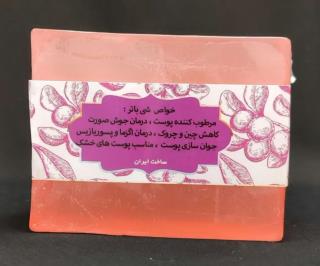 خواص شی باتر :
مرطوب کننده پوست ، درمان جوش صورت
کاهش چین و چروک ، درمان اگزما و پسوریازیس
جوان سازی پوست ، مناسب پوست های خشک
ساخت ایران